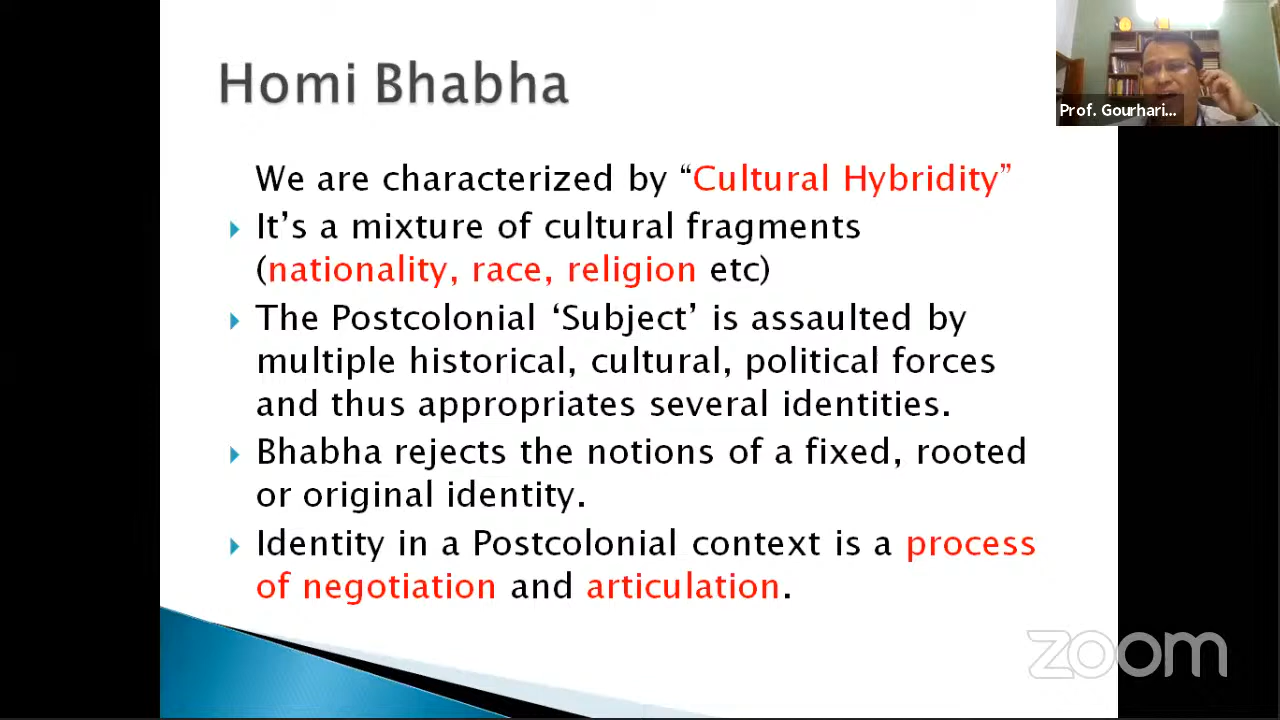 Homi Bhabha
Prof. Gourhari...
We are characterized by “Cultural Hybridity”
It’s a mixture of cultural fragments
(nationality, race, religion etc)
The Postcolonial ‘Subject’ is assaulted by
multiple historical, cultural, political forces
and thus appropriates several identities.
Bhabha rejects the notions of a fixed, rooted
or original identity.
Identity in a Postcolonial context is a process
of negotiation and articulation.
zoom